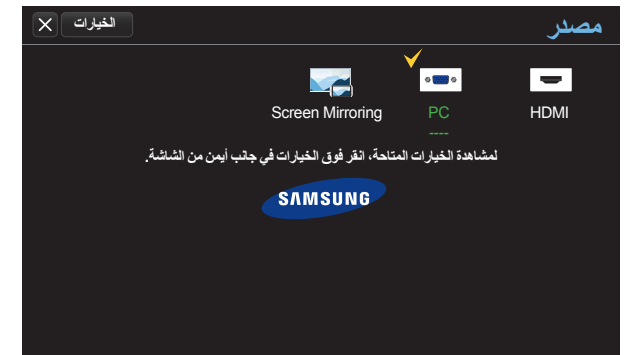 مصدر
الخيارات
HDMI
PC
Screen Mirroring
----
لمشاهدة الخيارات المتاحة، انقر فوق الخيارات في جانب أيمن من الشاشة.
SAMSUNG